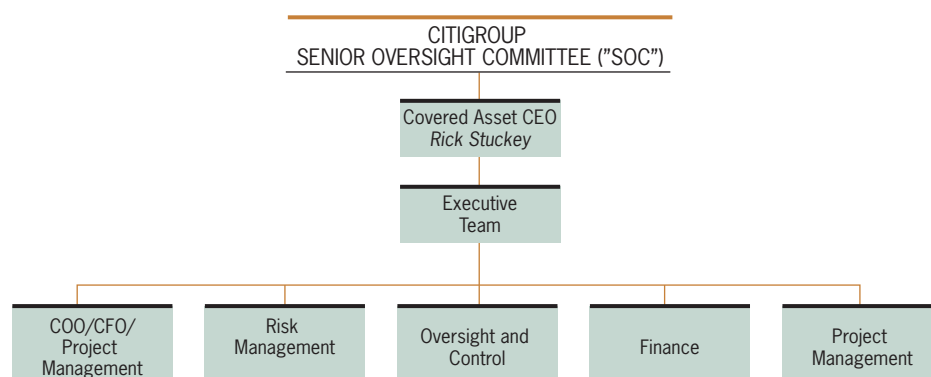 CITIGROUP
SENIOR OVERSIGHT COMMITTEE (”SOC”)
Covered Asset CEO
Rick Stuckey
Executive
Team
COO/CFO/
Project
Management
Risk
Management
Oversight and
Control
Finance
Project
Management